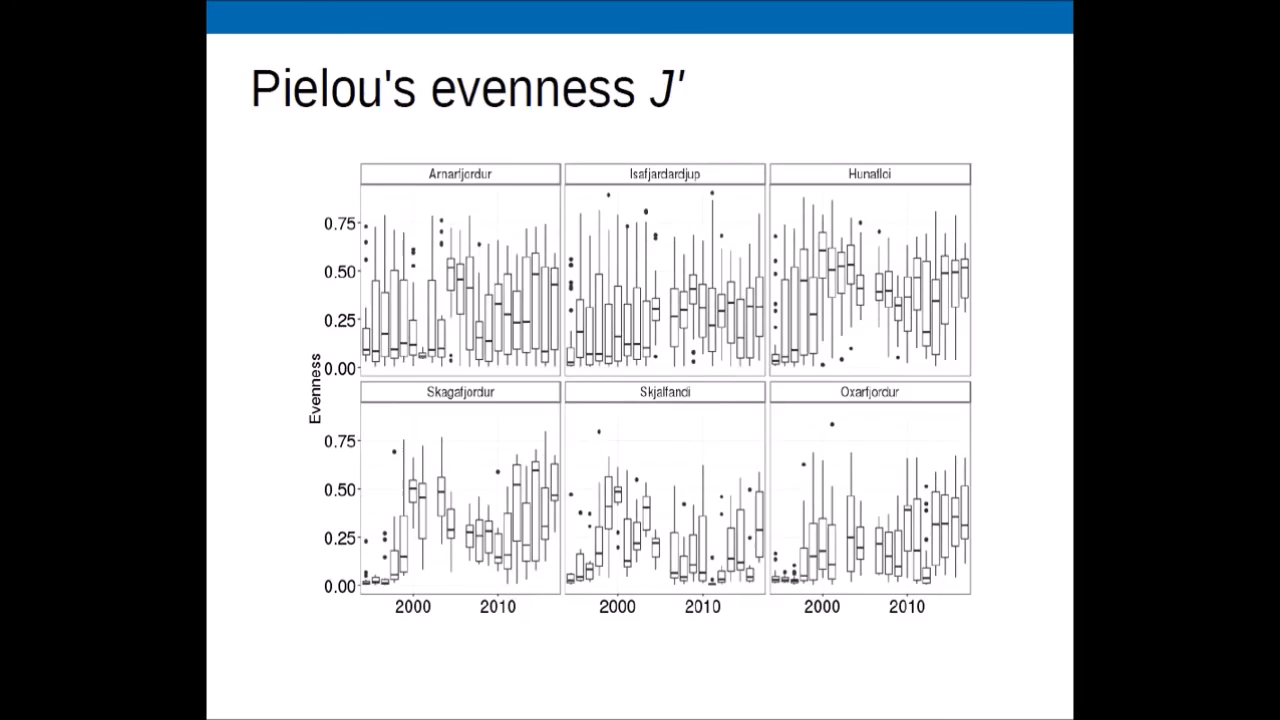 Pielou's evenness J'
Arnarfjordur
Isafjardardjup
Hunafloi
0.75
0.50
0.25
0.00
Evenness
Skagafjordur
Skjalfandi
Oxarfjordur
0.75
0.50
0.25
0.00
2000
2010
2000
2010
2000
2010